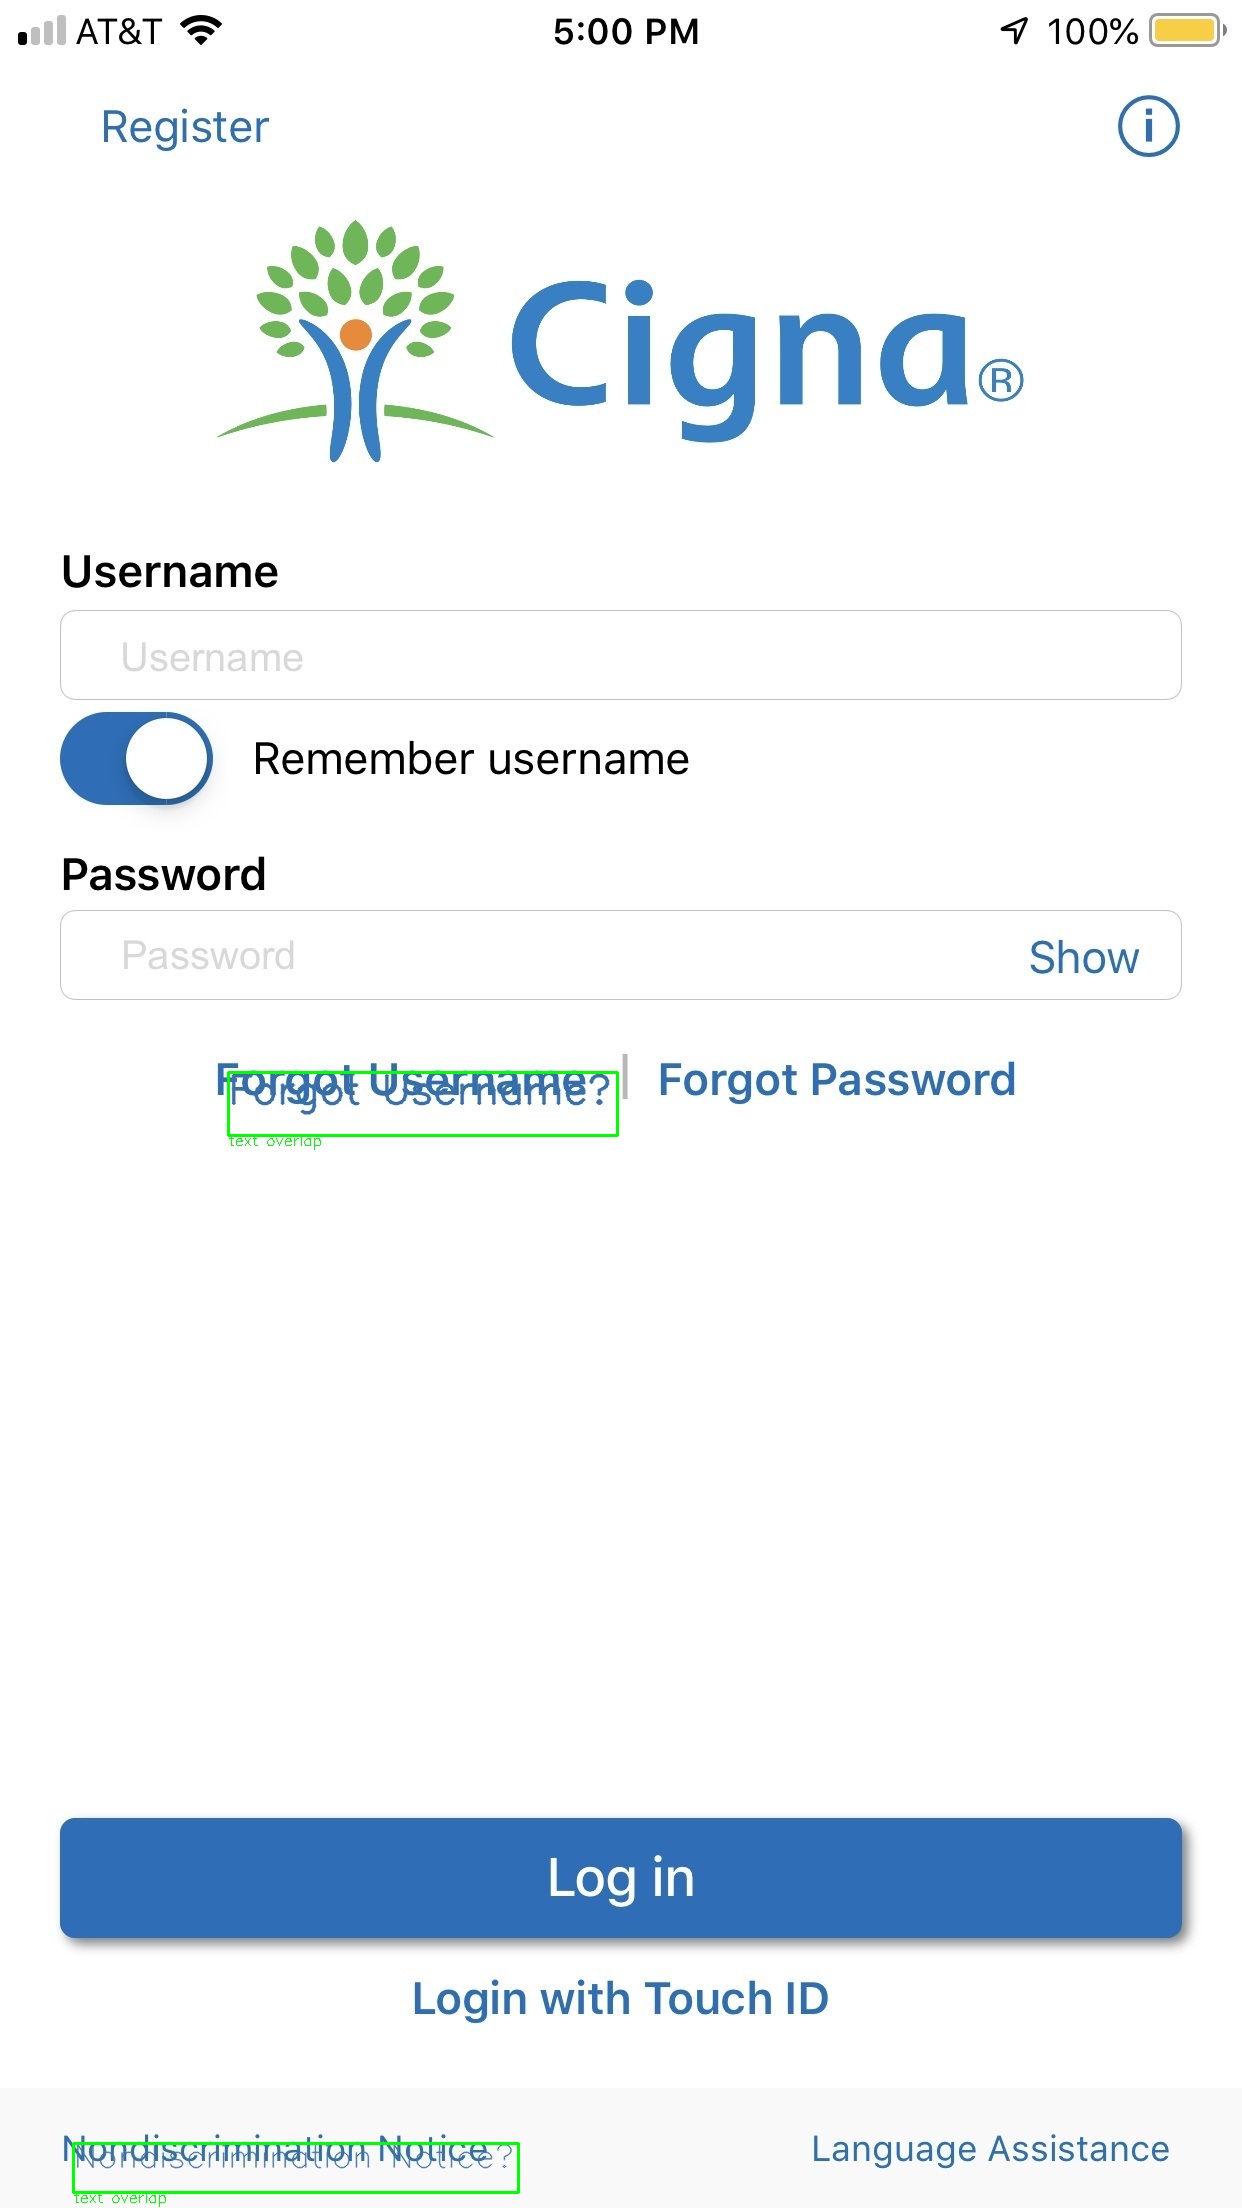 AT&T 5:00 PM 100%
Register
Cigna®
Username
Username
Remember username
Password
Password Show
Forgot Username | Forgot Password
Forgot Username?
text overlap
Log in
Login with Touch ID
Nondiscrimination Notice Language Assistance
Nondiscrimination Notice?
text overlap